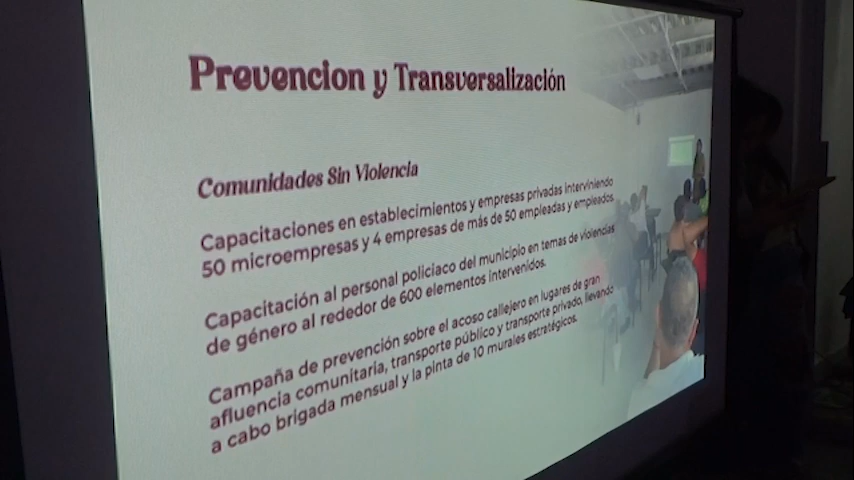 Prevencion y Transversalización
Comunidades Sin Violencia
Capacitaciones en establecimientos y empresas privadas interviniendo
50 microempresas y 4 empresas de más de 50 empleadas y empleados.
Capacitación al personal policiaco del municipio en temas de violencias
de género al rededor de 600 elementos intervenidos.
Campaña de prevención sobre el acoso callejero en lugares de gran
afluencia comunitaria, transporte público y transporte privado, llevando
a cabo brigada mensual y la pinta de 10 murales estratégicos.